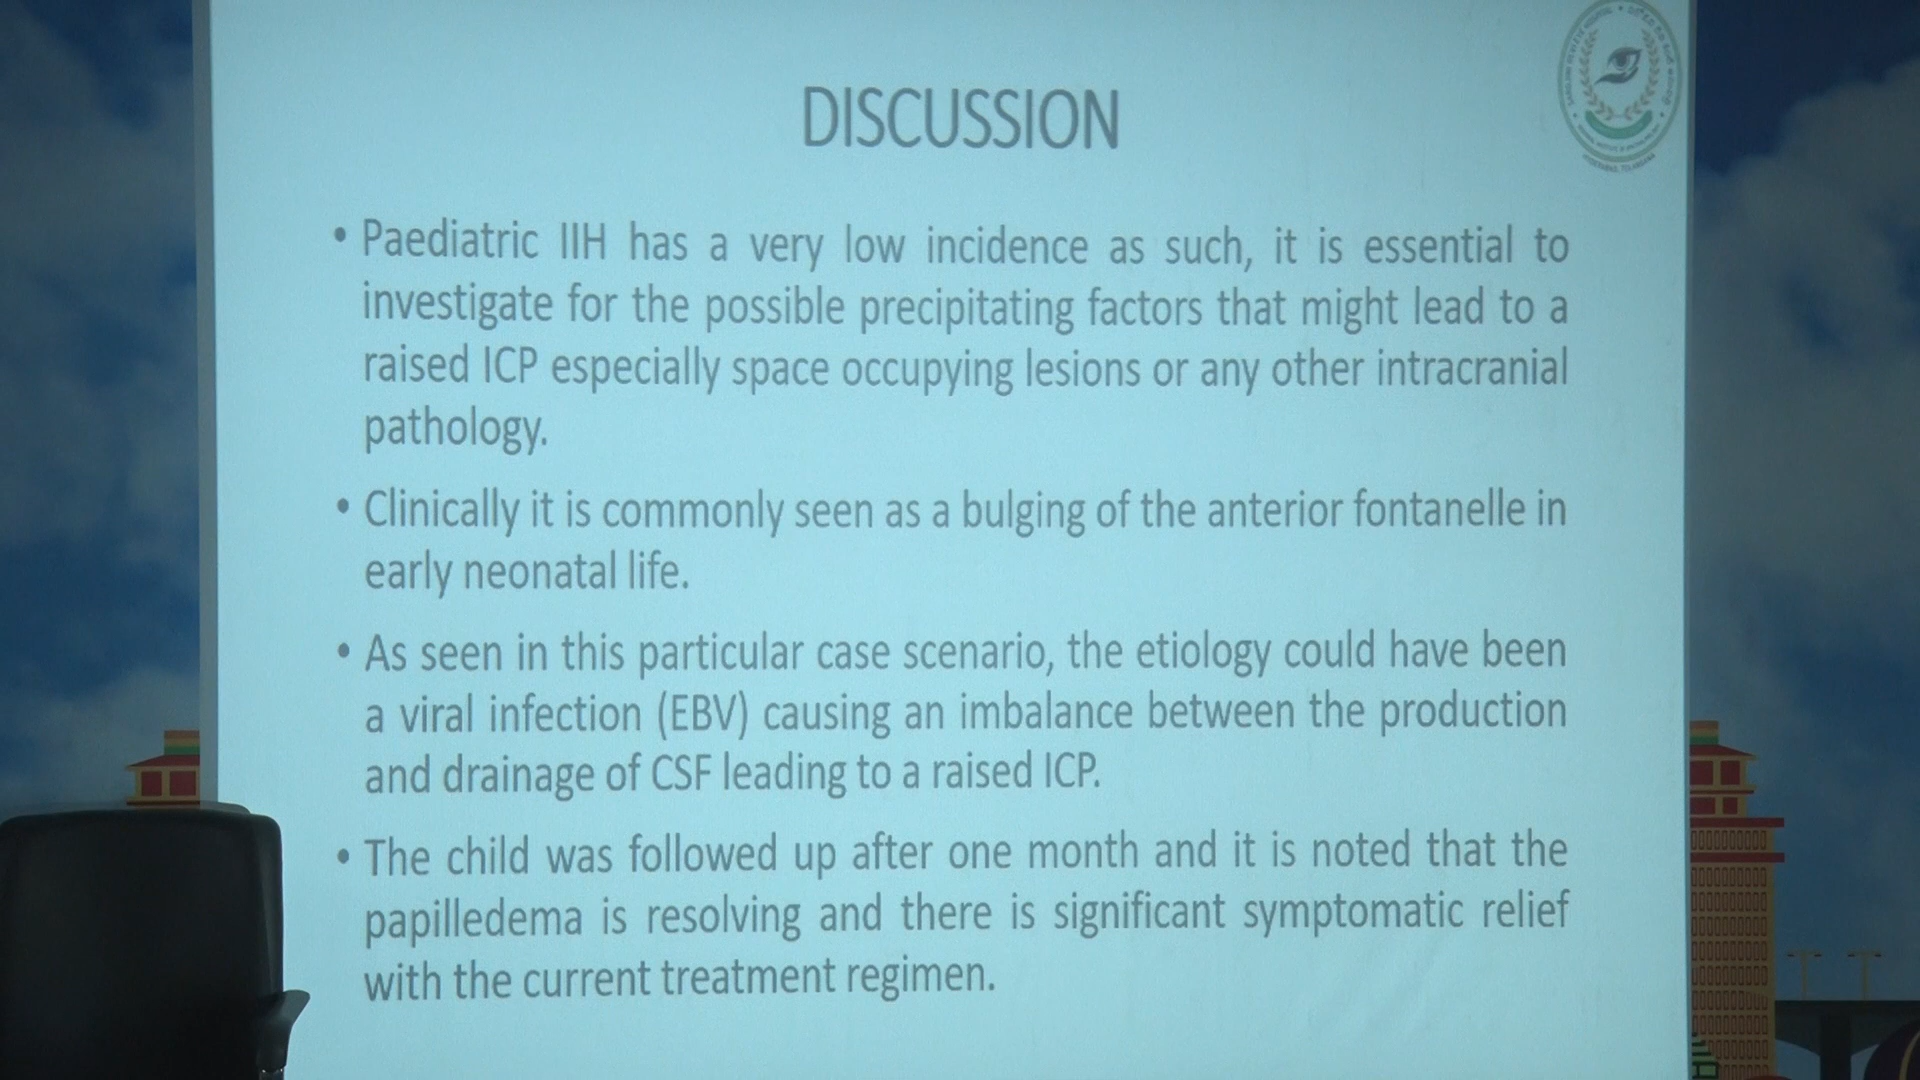 DISCUSSION
• Paediatric IIH has a very low incidence as such, it is essential to
investigate for the possible precipitating factors that might lead to a
raised ICP especially space occupying lesions or any other intracranial
pathology.
• Clinically it is commonly seen as a bulging of the anterior fontanelle in
early neonatal life.
• As seen in this particular case scenario, the etiology could have been
a viral infection (EBV) causing an imbalance between the production
and drainage of CSF leading to a raised ICP.
• The child was followed up after one month and it is noted that the
papilledema is resolving and there is significant symptomatic relief
with the current treatment regimen.